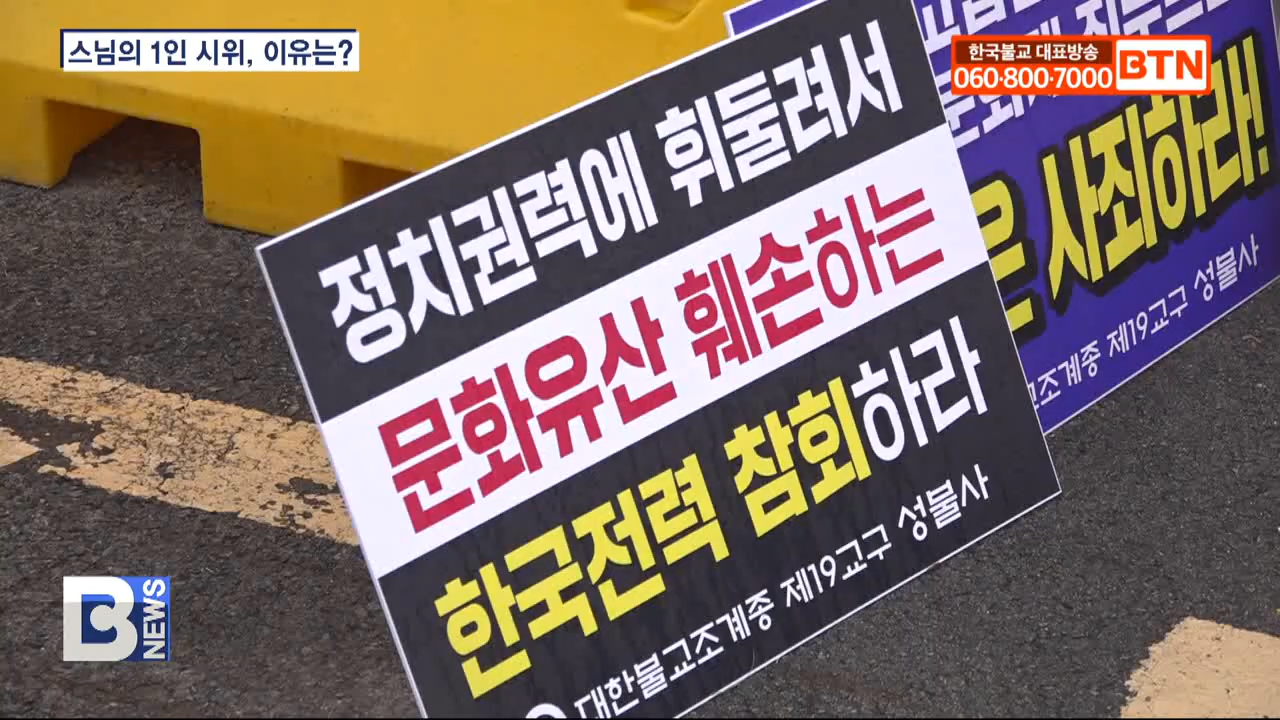 스님의 1인 시위, 이유는?
한국불교 대표방송
060·800·7000
BTN
정치권력에 휘둘려서
문화유산 훼손하는
한국전력 참회하라
대한불교조계종 제19교구 성불사
은 사죄하라!
조계종 제19교구 성불사
B NEWS